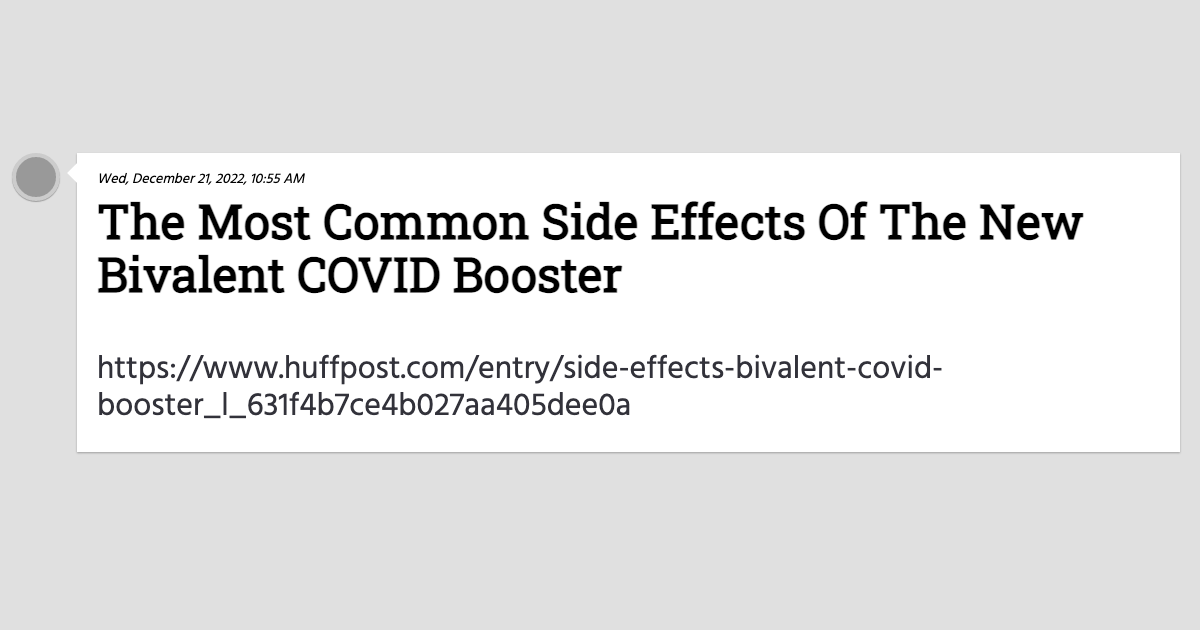 Wed, December 21, 2022, 10:55 AM
The Most Common Side Effects Of The New
Bivalent COVID Booster
https://www.huffpost.com/entry/side-effects-bivalent-covid-
booster_l_631f4b7ce4b027aa405dee0a